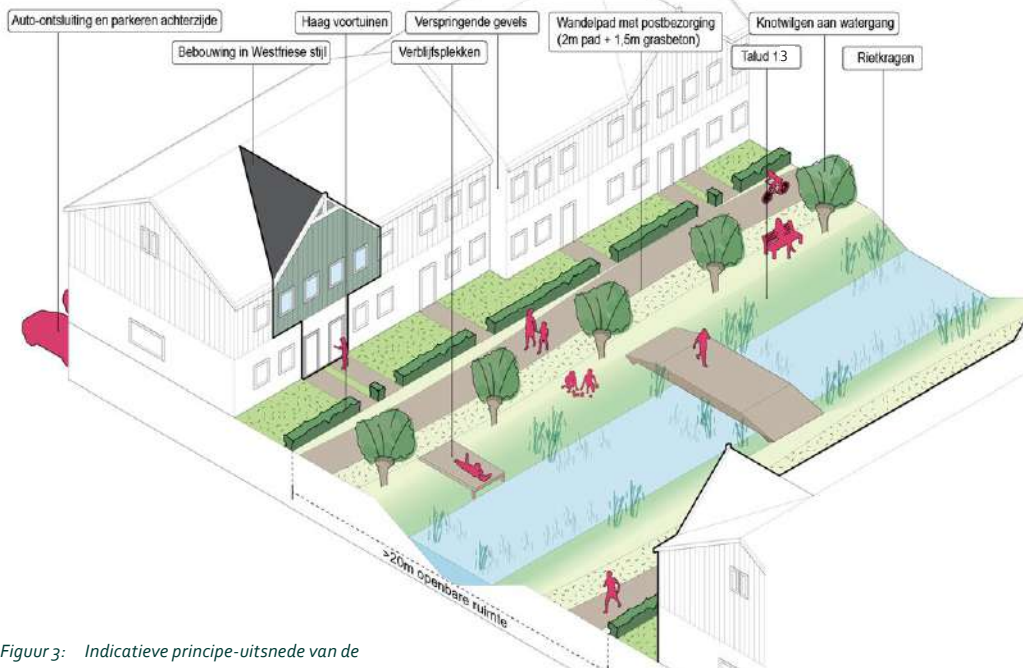 Auto-ontsluiting en parkeren achterzijde
Haag voortuinen
Verspringende gevels
Wandelpad met postbezorging
(2m pad + 1,5m grasbeton)
Knotwilgen aan watergang
Bebouwing in Westfriese stijl
Verblijfsplekken
Talud 1:3
Rietkragen
>20m openbare ruimte
Figuur 3: Indicatieve principe-uitsnede van de